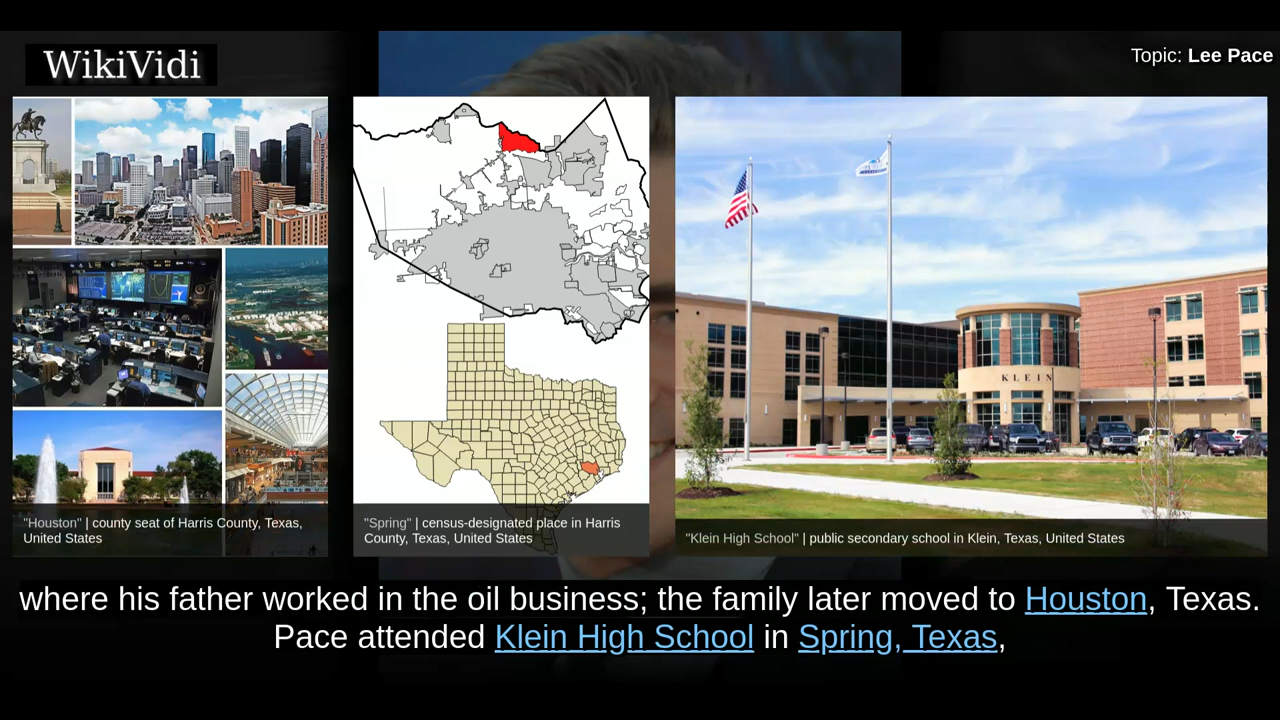 WikiVidi
Topic: Lee Pace
KLEIN
"Houston" | county seat of Harris County, Texas,
United States
"Spring" | census-designated place in Harris
County, Texas, United States
"Klein High School" | public secondary school in Klein, Texas, United States
where his father worked in the oil business; the family later moved to Houston, Texas.
Pace attended Klein High School in Spring, Texas,